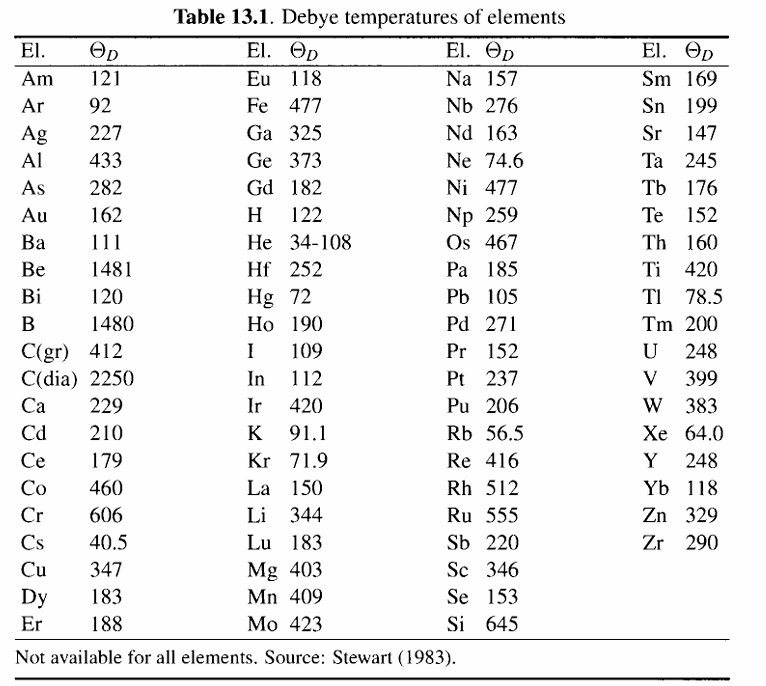 Table 13.1. Debye temperatures of elements
El. Θ_D El. Θ_D El. Θ_D El. Θ_D
Am 121 Eu 118 Na 157 Sm 169
Ar 92 Fe 477 Nb 276 Sn 199
Ag 227 Ga 325 Nd 163 Sr 147
Al 433 Ge 373 Ne 74.6 Ta 245
As 282 Gd 182 Ni 477 Tb 176
Au 162 H 122 Np 259 Te 152
Ba 111 He 34-108 Os 467 Th 160
Be 1481 Hf 252 Pa 185 Ti 420
Bi 120 Hg 72 Pb 105 Tl 78.5
B 1480 Ho 190 Pd 271 Tm 200
C(gr) 412 I 109 Pr 152 U 248
C(dia) 2250 In 112 Pt 237 V 399
Ca 229 Ir 420 Pu 206 W 383
Cd 210 K 91.1 Rb 56.5 Xe 64.0
Ce 179 Kr 71.9 Re 416 Y 248
Co 460 La 150 Rh 512 Yb 118
Cr 606 Li 344 Ru 555 Zn 329
Cs 40.5 Lu 183 Sb 220 Zr 290
Cu 347 Mg 403 Sc 346
Dy 183 Mn 409 Se 153
Er 188 Mo 423 Si 645
Not available for all elements. Source: Stewart (1983).